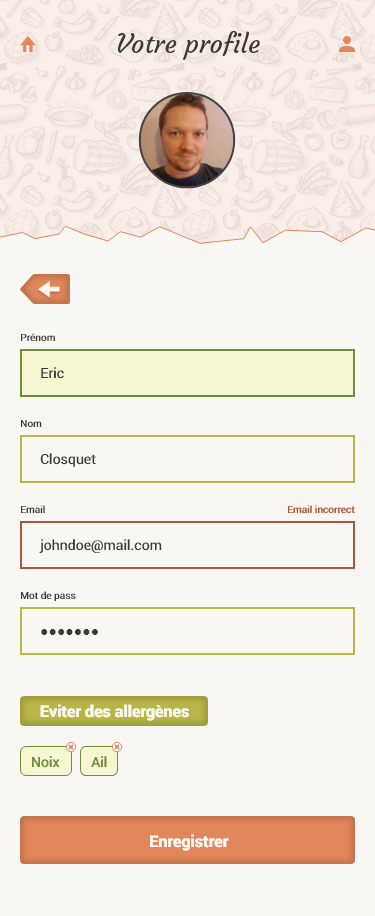 Votre profile
Prénom
Eric
Nom
Closquet
Email Email incorrect
johndoe@mail.com
Mot de pass
•••••••
Eviter des allergènes
Noix Ail
Enregistrer